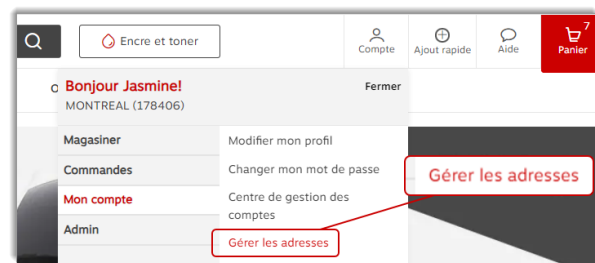 Encre et toner
Compte
Ajout rapide
Aide
7
Panier
Bonjour Jasmine!
Fermer
MONTREAL (178406)
Magasiner
Modifier mon profil
Commandes
Changer mon mot de passe
Gérer les adresses
Mon compte
Centre de gestion des
comptes
Admin
Gérer les adresses